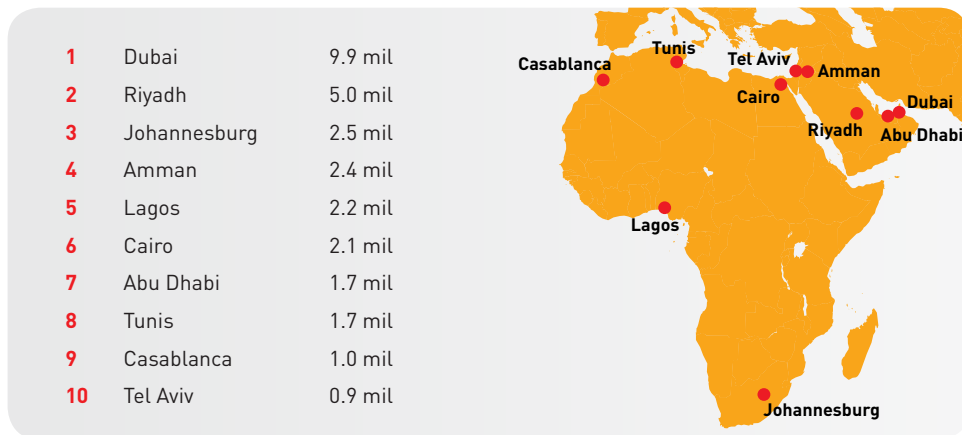 1 Dubai 9.9 mil
2 Riyadh 5.0 mil
3 Johannesburg 2.5 mil
4 Amman 2.4 mil
5 Lagos 2.2 mil
6 Cairo 2.1 mil
7 Abu Dhabi 1.7 mil
8 Tunis 1.7 mil
9 Casablanca 1.0 mil
10 Tel Aviv 0.9 mil
Tunis
Casablanca
Tel Aviv
Amman
Cairo
Dubai
Riyadh
Abu Dhabi
Lagos
Johannesburg